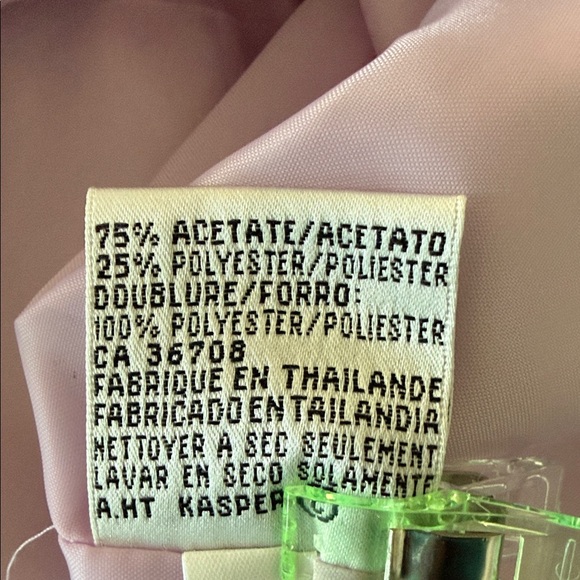 75% ACETATE/ACETATO
25% POLYESTER/POLIESTER
DOUBLURE/FORRO:
100% POLYESTER/POLIESTER
CA 36708
FABRIQUE EN THAILANDE
FABRICADO EN TAILANDIA
NETTOYER A SEC SEULEMENT
LAVAR EN SECO SOLAMENTE
A.HT KASPER ©